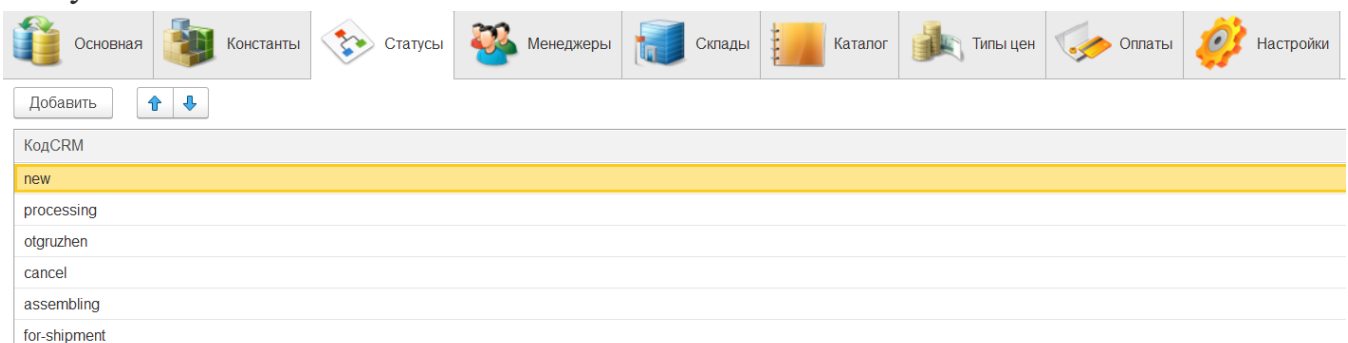 Основная Константы Статусы Менеджеры Склады Каталог Типы цен Оплаты Настройки
Добавить
КодCRM
new
processing
otgruzhen
cancel
assembling
for-shipment